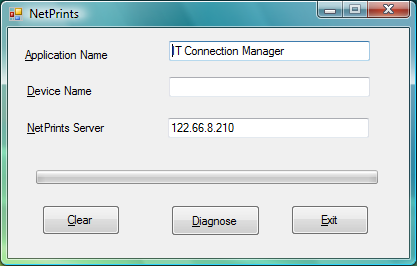 NetPrints
Application Name
IT Connection Manager
Device Name
NetPrints Server
122.66.8.210
Clear
Diagnose
Exit